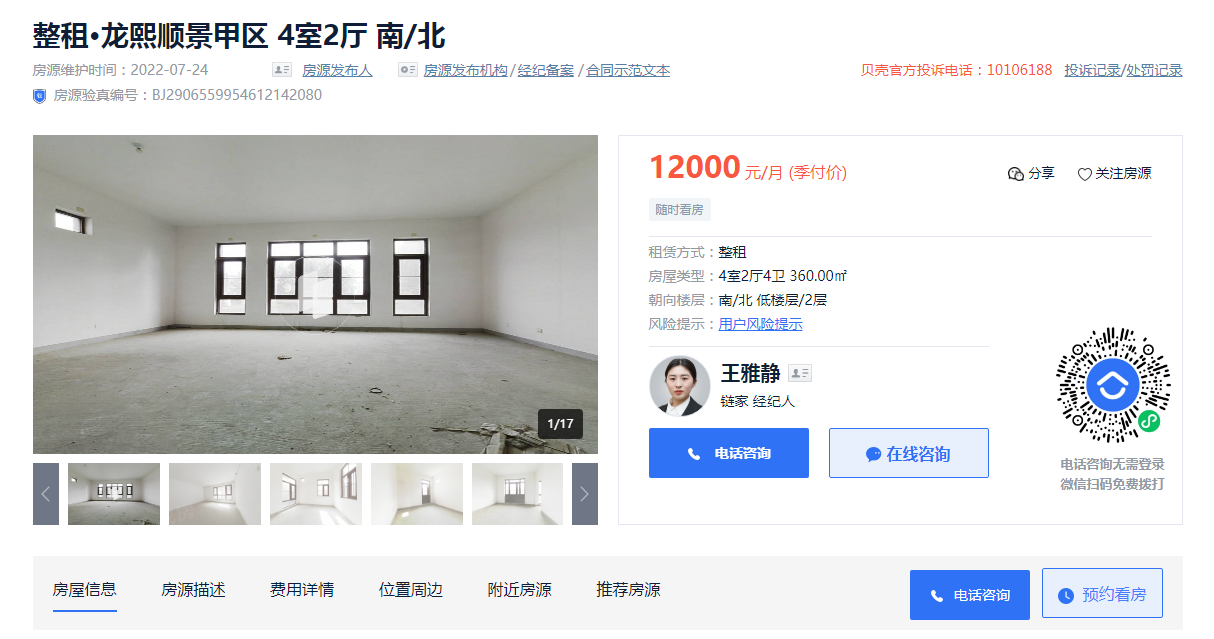 整租·龙熙顺景甲区 4室2厅 南/北
房源维护时间：2022-07-24 房源发布人 房源发布机构/经纪备案 /合同示范文本 贝壳官方投诉电话：10106188 投诉记录/处罚记录
房源验真编号：BJ2906559954612142080
12000 元/月 (季付价) 分享 关注房源
随时看房
租赁方式：整租
房屋类型：4室2厅4卫 360.00㎡
朝向楼层：南/北 低楼层/2层
风险提示：用户风险提示
王雅静
链家 经纪人
1/17
电话咨询 在线咨询
电话咨询无需登录
微信扫码免费拨打
房屋信息 房源描述 费用详情 位置周边 附近房源 推荐房源 电话咨询 预约看房